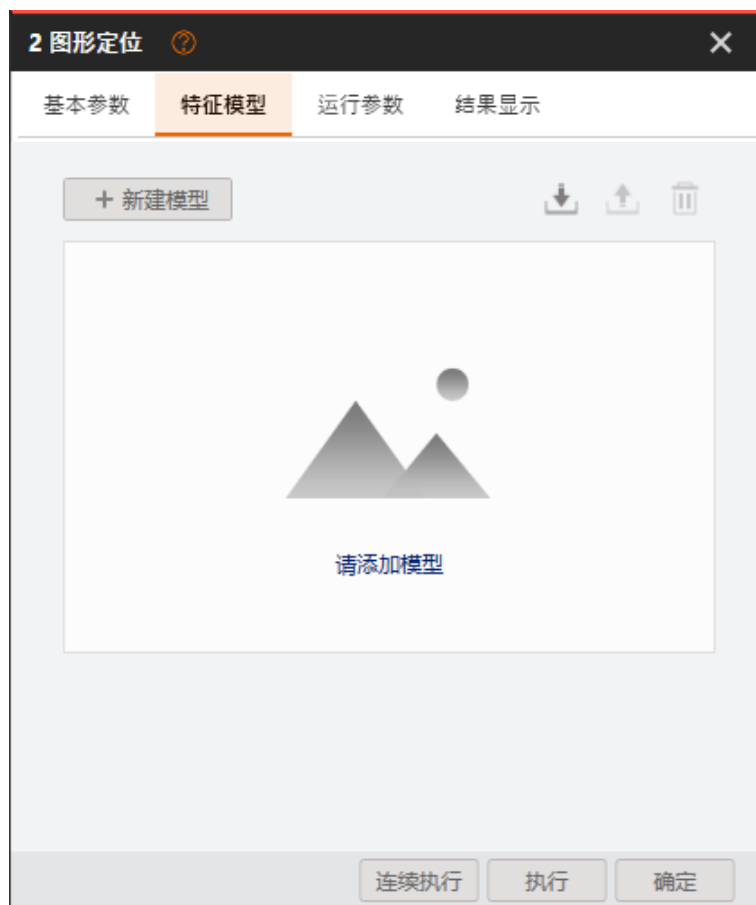 2 图形定位
基本参数 特征模型 运行参数 结果显示
+ 新建模型
请添加模型
连续执行 执行 确定